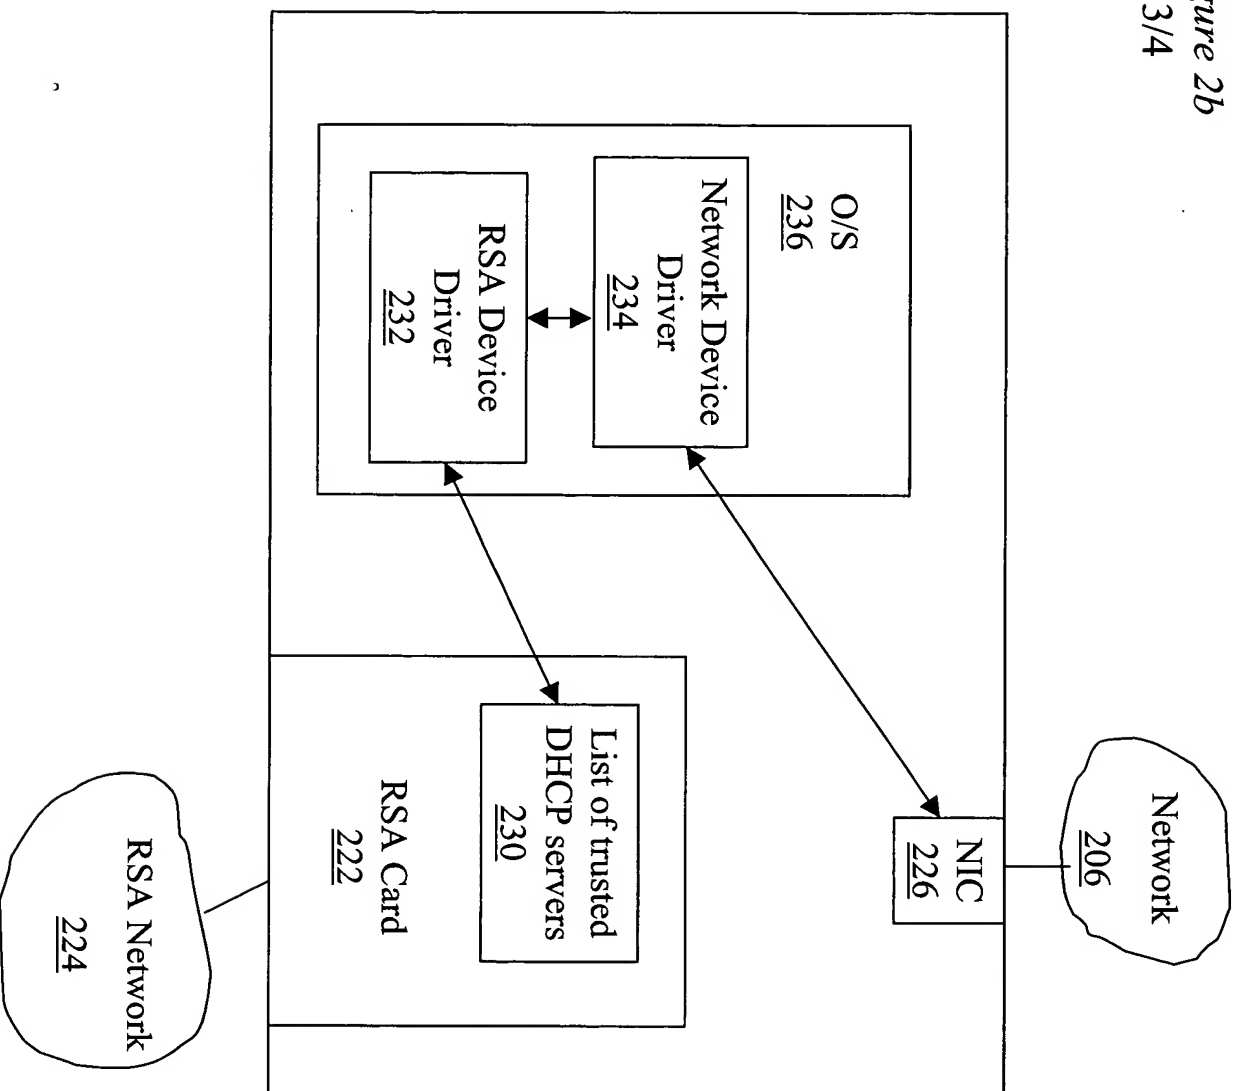 3/4
O/S
236
Network Device
Driver
234
RSA Device
Driver
232
Network
206
NIC
226
List of trusted
DHCP servers
230
RSA Card
222
RSA Network
224
2b